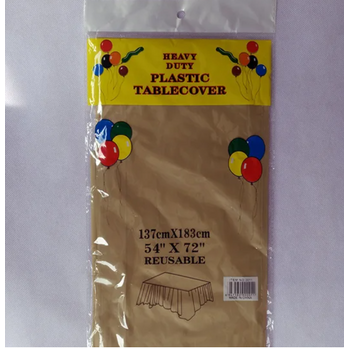 HEAVY
DUTY
PLASTIC
TABLECOVER
137cmX183cm
54" X 72"
REUSABLE